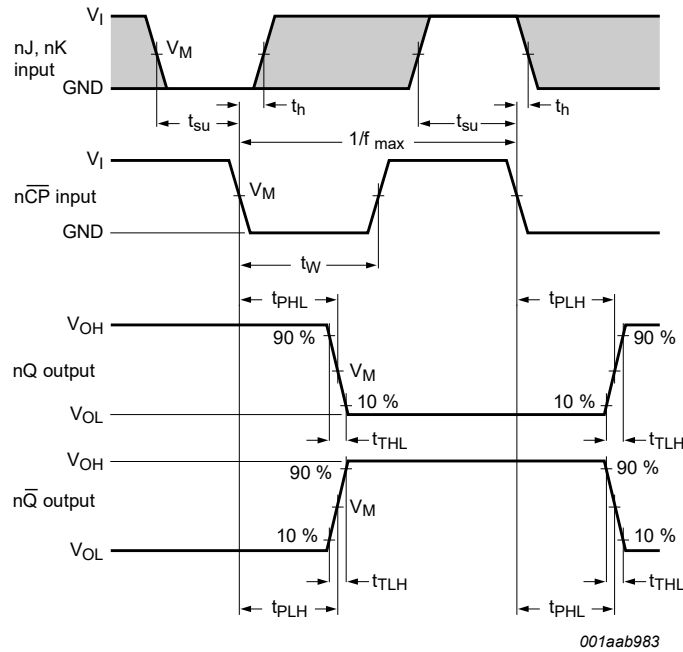 V_I
nJ, nK
input
V_M
GND
t_su
t_h
t_su
t_h
1/f_max
V_I
nC̅P̅ input
V_M
GND
t_W
t_PHL
t_PLH
V_OH
90 %
90 %
nQ output
V_M
10 %
10 %
V_OL
t_THL
t_TLH
V_OH
90 %
90 %
nQ̅ output
V_M
10 %
10 %
V_OL
t_TLH
t_THL
t_PLH
t_PHL
001aab983